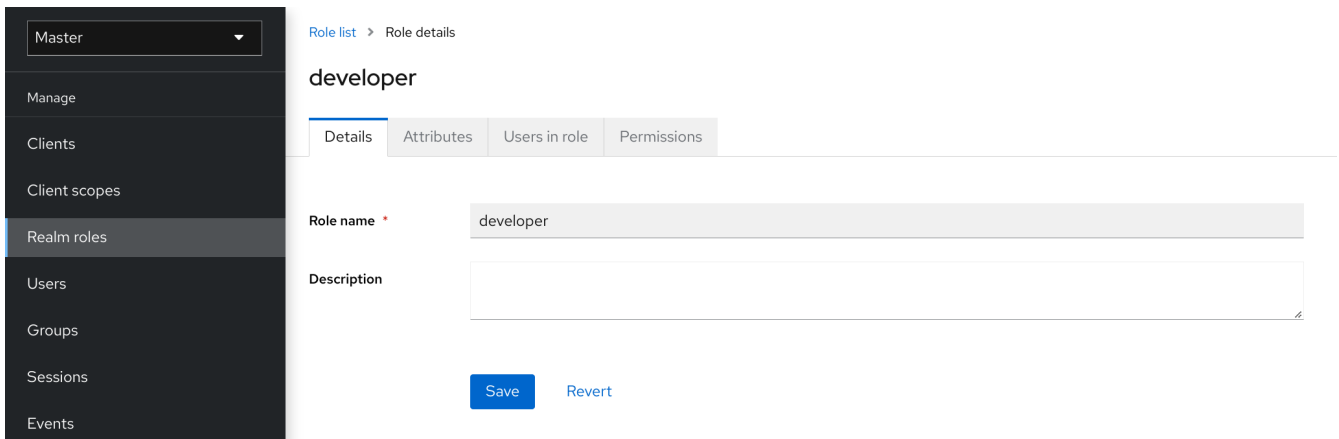 Master
Manage
Clients
Client scopes
Realm roles
Users
Groups
Sessions
Events
Role list > Role details
developer
Details Attributes Users in role Permissions
Role name * developer
Description
Save Revert